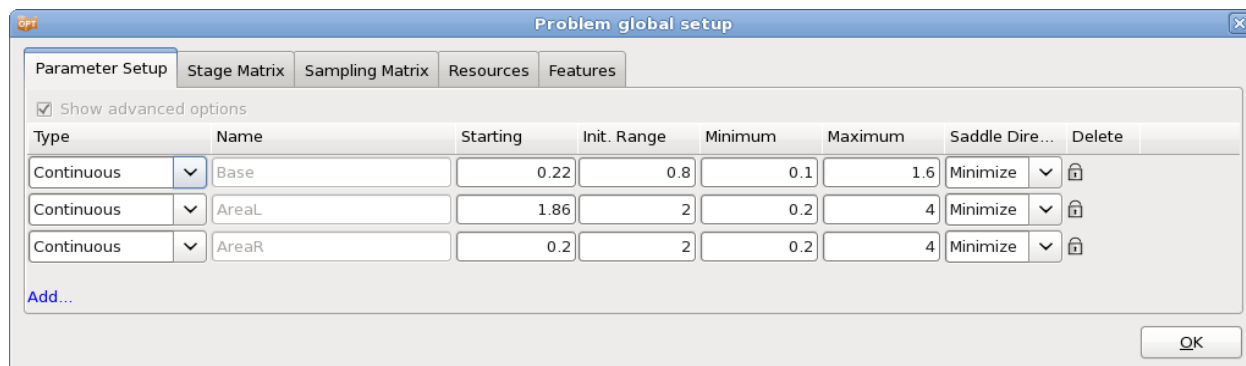 OPT Problem global setup
Parameter Setup Stage Matrix Sampling Matrix Resources Features
Show advanced options
Type Name Starting Init. Range Minimum Maximum Saddle Dire... Delete
Continuous Base 0.22 0.8 0.1 1.6 Minimize
Continuous AreaL 1.86 2 0.2 4 Minimize
Continuous AreaR 0.2 2 0.2 4 Minimize
Add...
OK